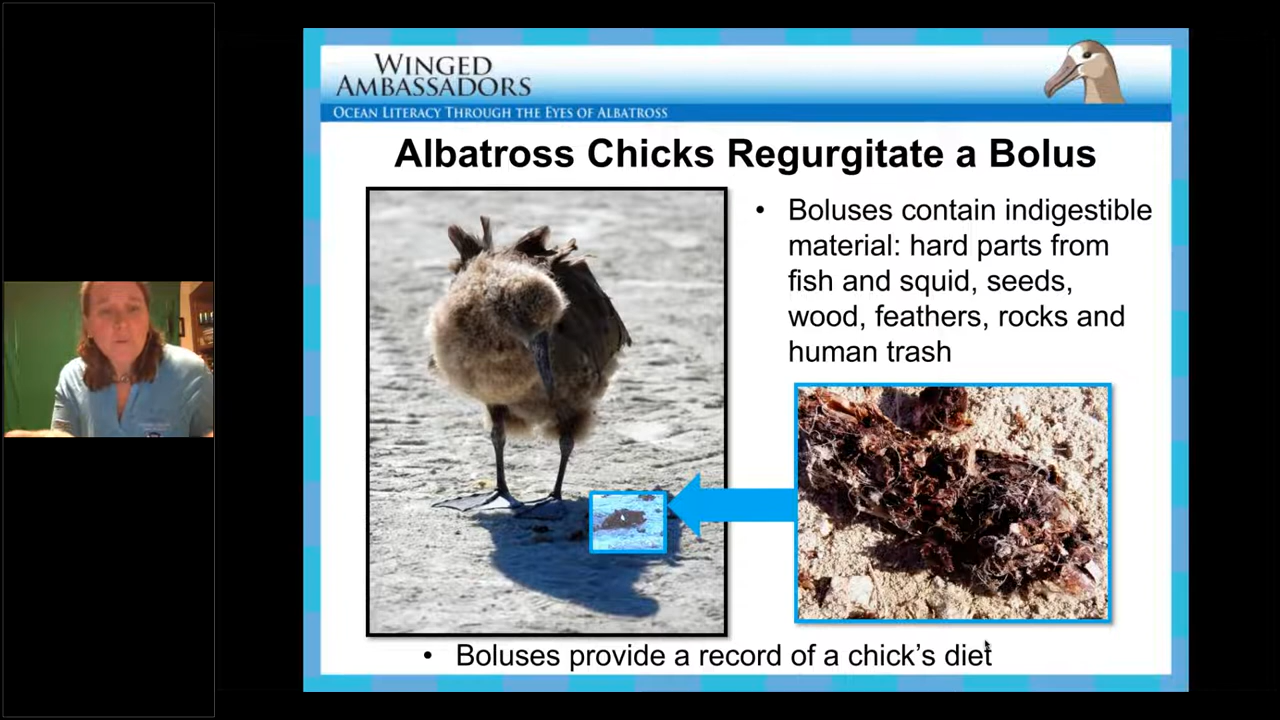 WINGED
AMBASSADORS
OCEAN LITERACY THROUGH THE EYES OF ALBATROSS
Albatross Chicks Regurgitate a Bolus
• Boluses contain indigestible
material: hard parts from
fish and squid, seeds,
wood, feathers, rocks and
human trash
• Boluses provide a record of a chick's diet